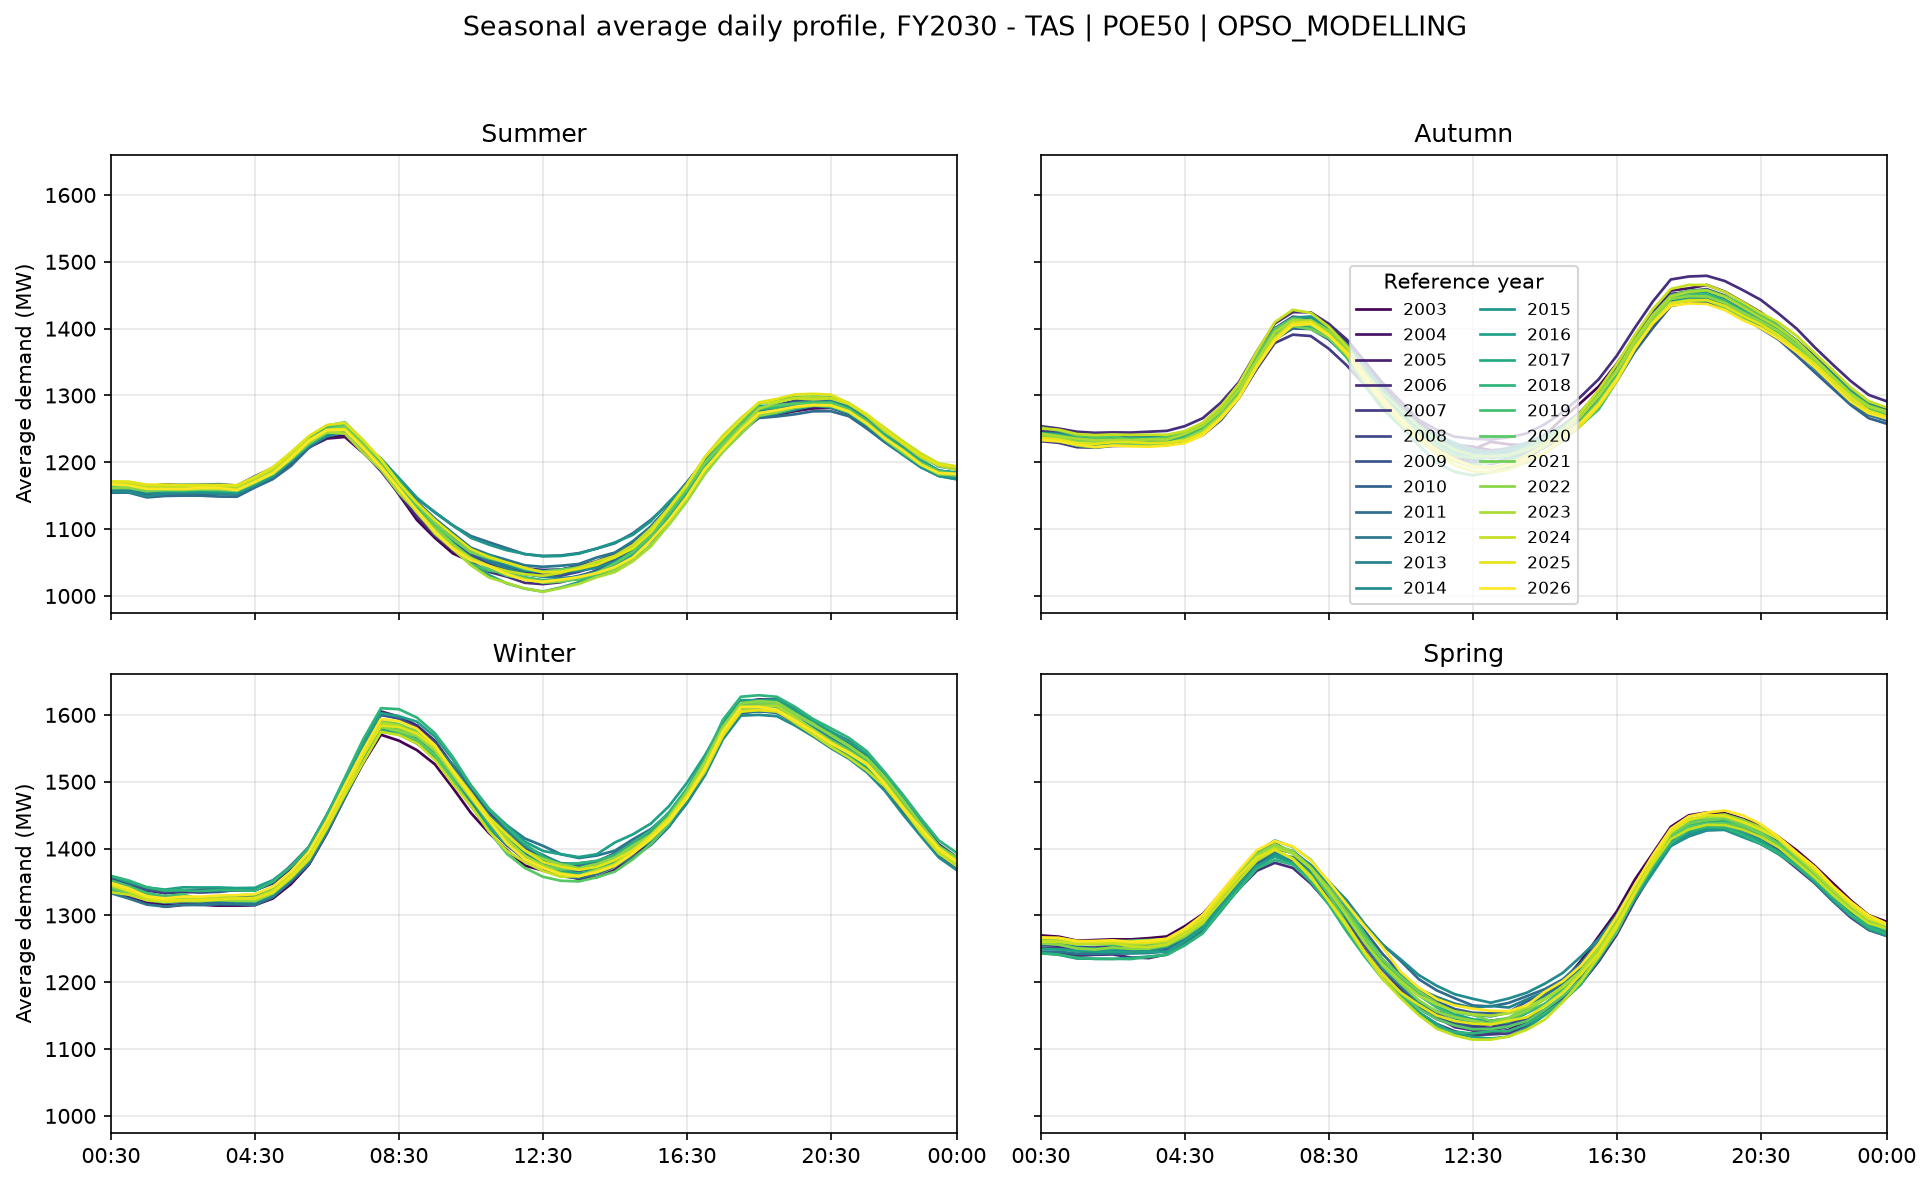 Seasonal average daily profile, FY2030 - TAS | POE50 | OPSO_MODELLING
Summer
Average demand (MW)
1600
1500
1400
1300
1200
1100
1000
Autumn
Reference year
2003 2015
2004 2016
2005 2017
2006 2018
2007 2019
2008 2020
2009 2021
2010 2022
2011 2023
2012 2024
2013 2025
2014 2026
Winter
Average demand (MW)
1600
1500
1400
1300
1200
1100
1000
00:30 04:30 08:30 12:30 16:30 20:30 00:00
Spring
00:30 04:30 08:30 12:30 16:30 20:30 00:00